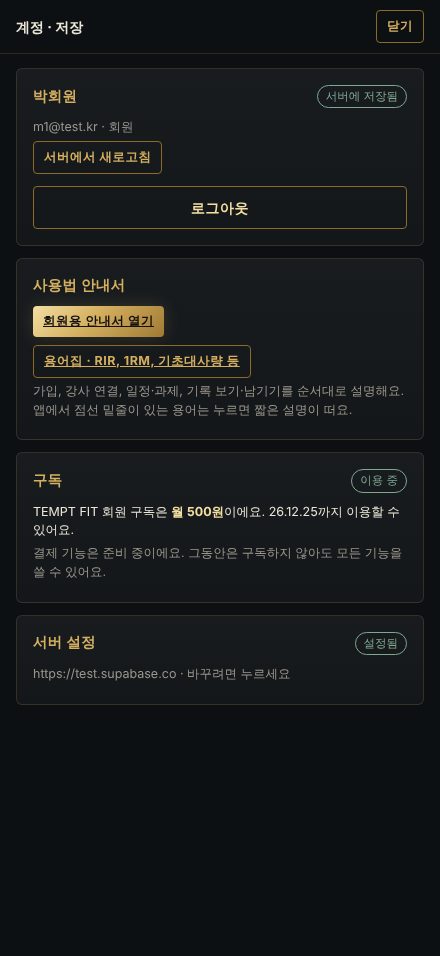 계정 · 저장
닫기
박회원
서버에 저장됨
m1@test.kr · 회원
서버에서 새로고침
로그아웃
사용법 안내서
회원용 안내서 열기
용어집 · RIR, 1RM, 기초대사량 등
가입, 강사 연결, 일정·과제, 기록 보기·남기기를 순서대로 설명해요.
앱에서 점선 밑줄이 있는 용어는 누르면 짧은 설명이 떠요.
구독
이용 중
TEMPT FIT 회원 구독은 월 500원이에요. 26.12.25까지 이용할 수
있어요.
결제 기능은 준비 중이에요. 그동안은 구독하지 않아도 모든 기능을
쓸 수 있어요.
서버 설정
설정됨
https://test.supabase.co · 바꾸려면 누르세요